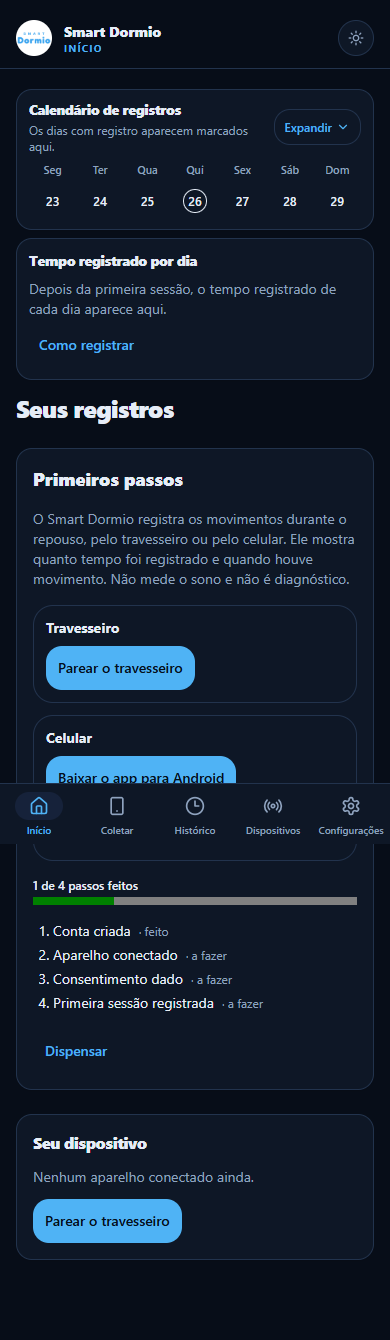 SMART
Dormio
Smart Dormio
INÍCIO
Calendário de registros
Os dias com registro aparecem marcados
aqui.
Expandir
Seg Ter Qua Qui Sex Sáb Dom
23 24 25 26 27 28 29
Tempo registrado por dia
Depois da primeira sessão, o tempo registrado de
cada dia aparece aqui.
Como registrar
Seus registros
Primeiros passos
O Smart Dormio registra os movimentos durante o
repouso, pelo travesseiro ou pelo celular. Ele mostra
quanto tempo foi registrado e quando houve
movimento. Não mede o sono e não é diagnóstico.
Travesseiro
Parear o travesseiro
Celular
Baixar o app para Android
Início Coletar Histórico Dispositivos Configurações
1 de 4 passos feitos
1. Conta criada · feito
2. Aparelho conectado · a fazer
3. Consentimento dado · a fazer
4. Primeira sessão registrada · a fazer
Dispensar
Seu dispositivo
Nenhum aparelho conectado ainda.
Parear o travesseiro